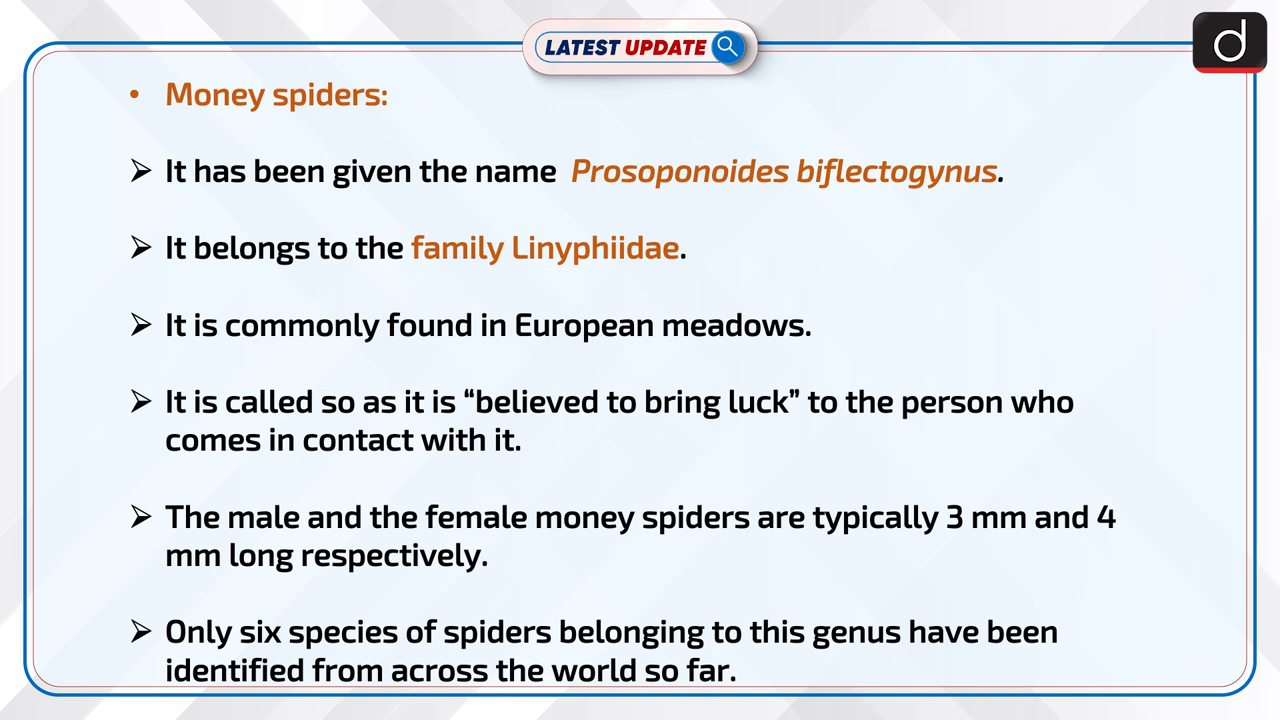 LATEST UPDATE
d
• Money spiders:
➢ It has been given the name Prosoponoides biflectogynus.
➢ It belongs to the family Linyphiidae.
➢ It is commonly found in European meadows.
➢ It is called so as it is “believed to bring luck” to the person who
comes in contact with it.
➢ The male and the female money spiders are typically 3 mm and 4
mm long respectively.
➢ Only six species of spiders belonging to this genus have been
identified from across the world so far.